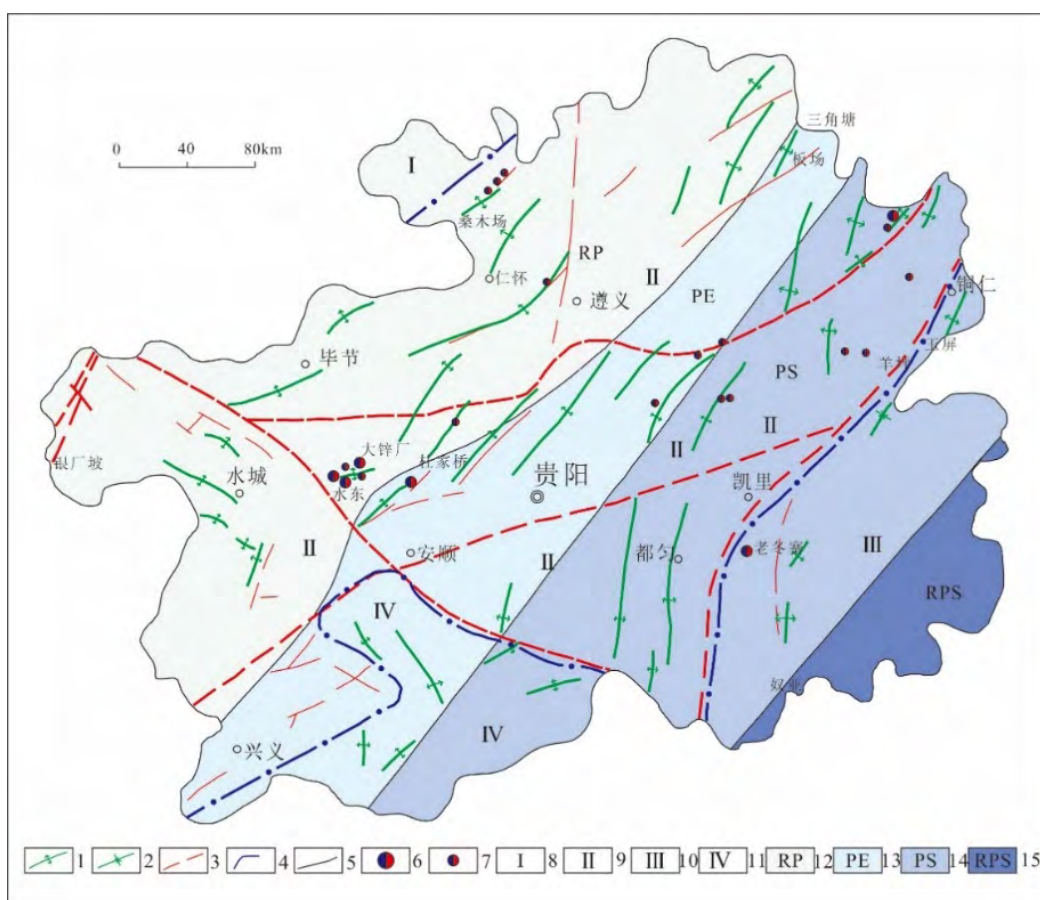 三角塘
板场
0 40 80km
I
桑木场
RP
II
仁怀
遵义
PE
铜仁
毕节
玉屏
PS
II
大锌厂
杜家桥
银厂坡
水城
水东
贵阳
II
凯里
II
安顺
II
都匀
老冬寨
III
IV
RPS
兴义
IV
1 2 3 4 5 6 7 I 8 II 9 III 10 IV 11 RP 12 PE 13 PS 14 RPS 15